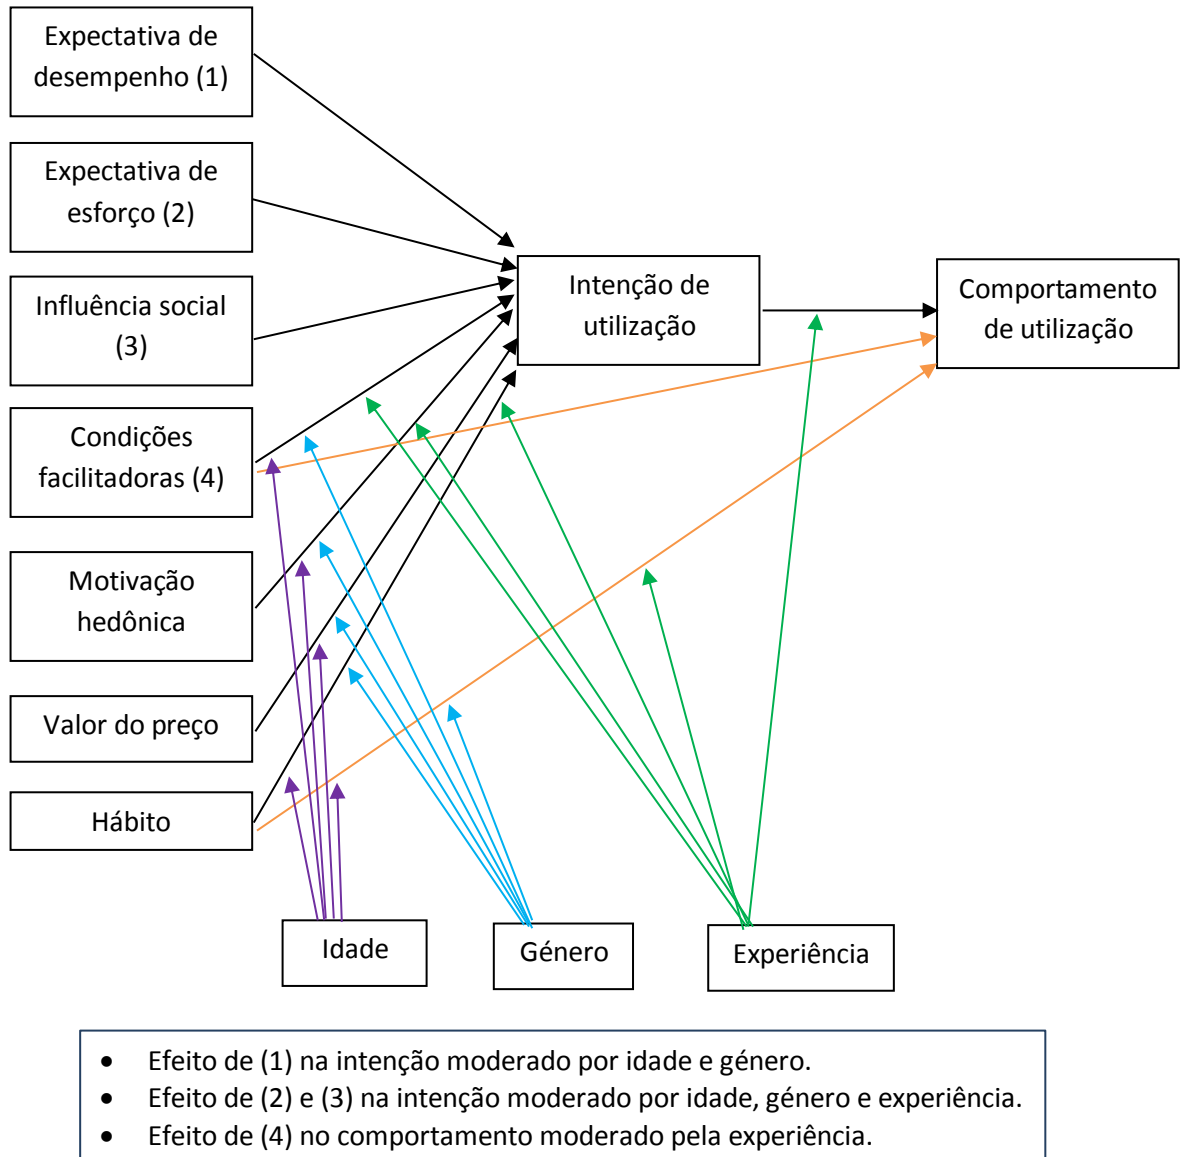 Expectativa de
desempenho (1)
Expectativa de
esforço (2)
Influência social
(3)
Condições
facilitadoras (4)
Motivação
hedônica
Valor do preço
Hábito
Intenção de
utilização
Comportamento
de utilização
Idade
Género
Experiência
• Efeito de (1) na intenção moderado por idade e género.
• Efeito de (2) e (3) na intenção moderado por idade, género e experiência.
• Efeito de (4) no comportamento moderado pela experiência.